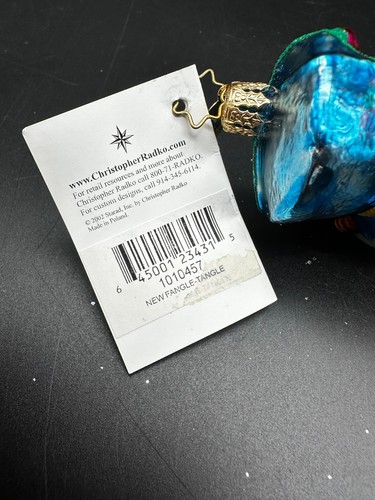 www.ChristopherRadko.com
For retail resources and more about
Christopher Radko call 800-71-RADKO.
For custom designs, call 914-345-6114.
© 2002 Starad, Inc. by Christopher Radko
Made in Poland.
6 45001 23431 5
1010457
NEW FANGLE-TANGLE